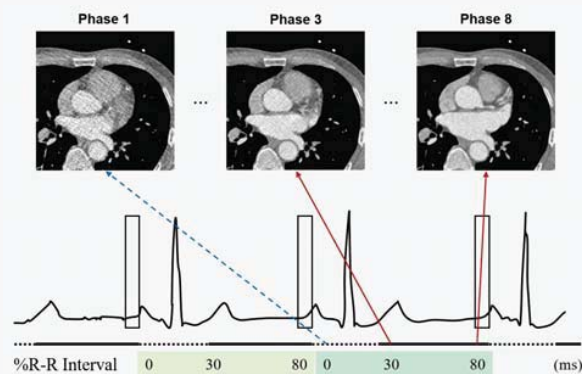 Phase 1 Phase 3 Phase 8
... ...
%R-R Interval 0 30 80 0 30 80 (ms)